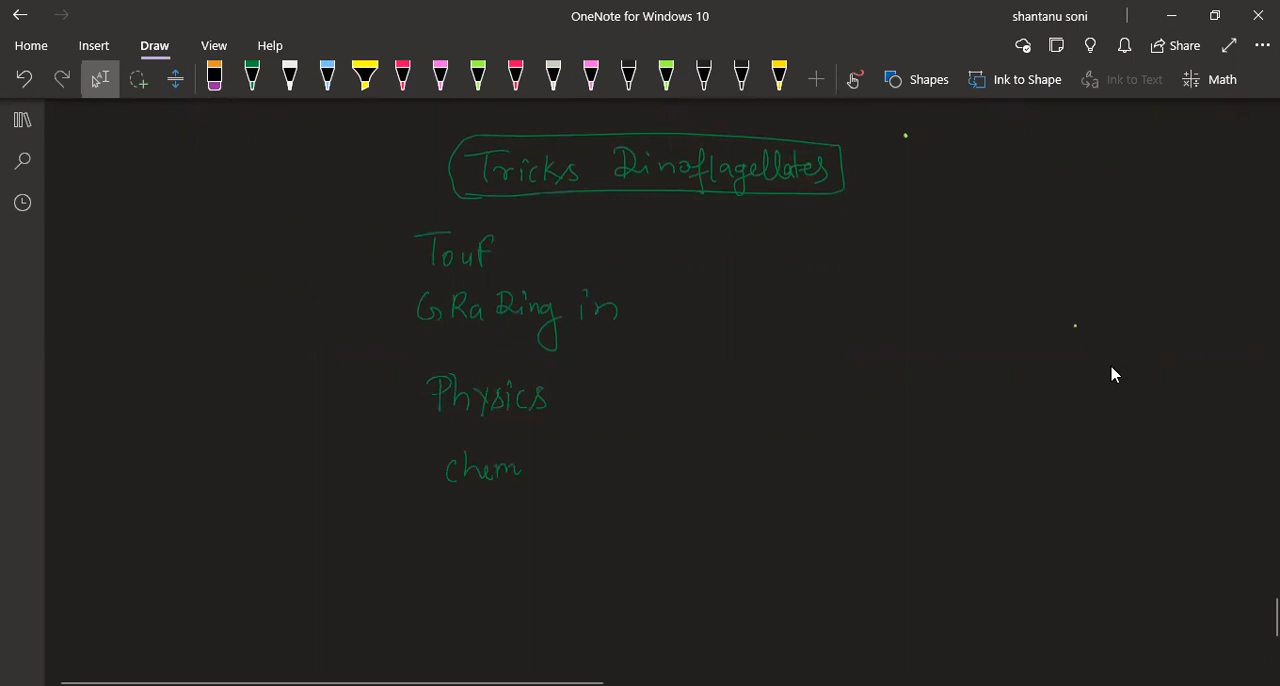 OneNote for Windows 10
shantanu soni
Home Insert Draw View Help
Share
Shapes Ink to Shape Ink to Text Math
Tricks Dinoflagellates
Touf
GRaDing in
Physics
chem